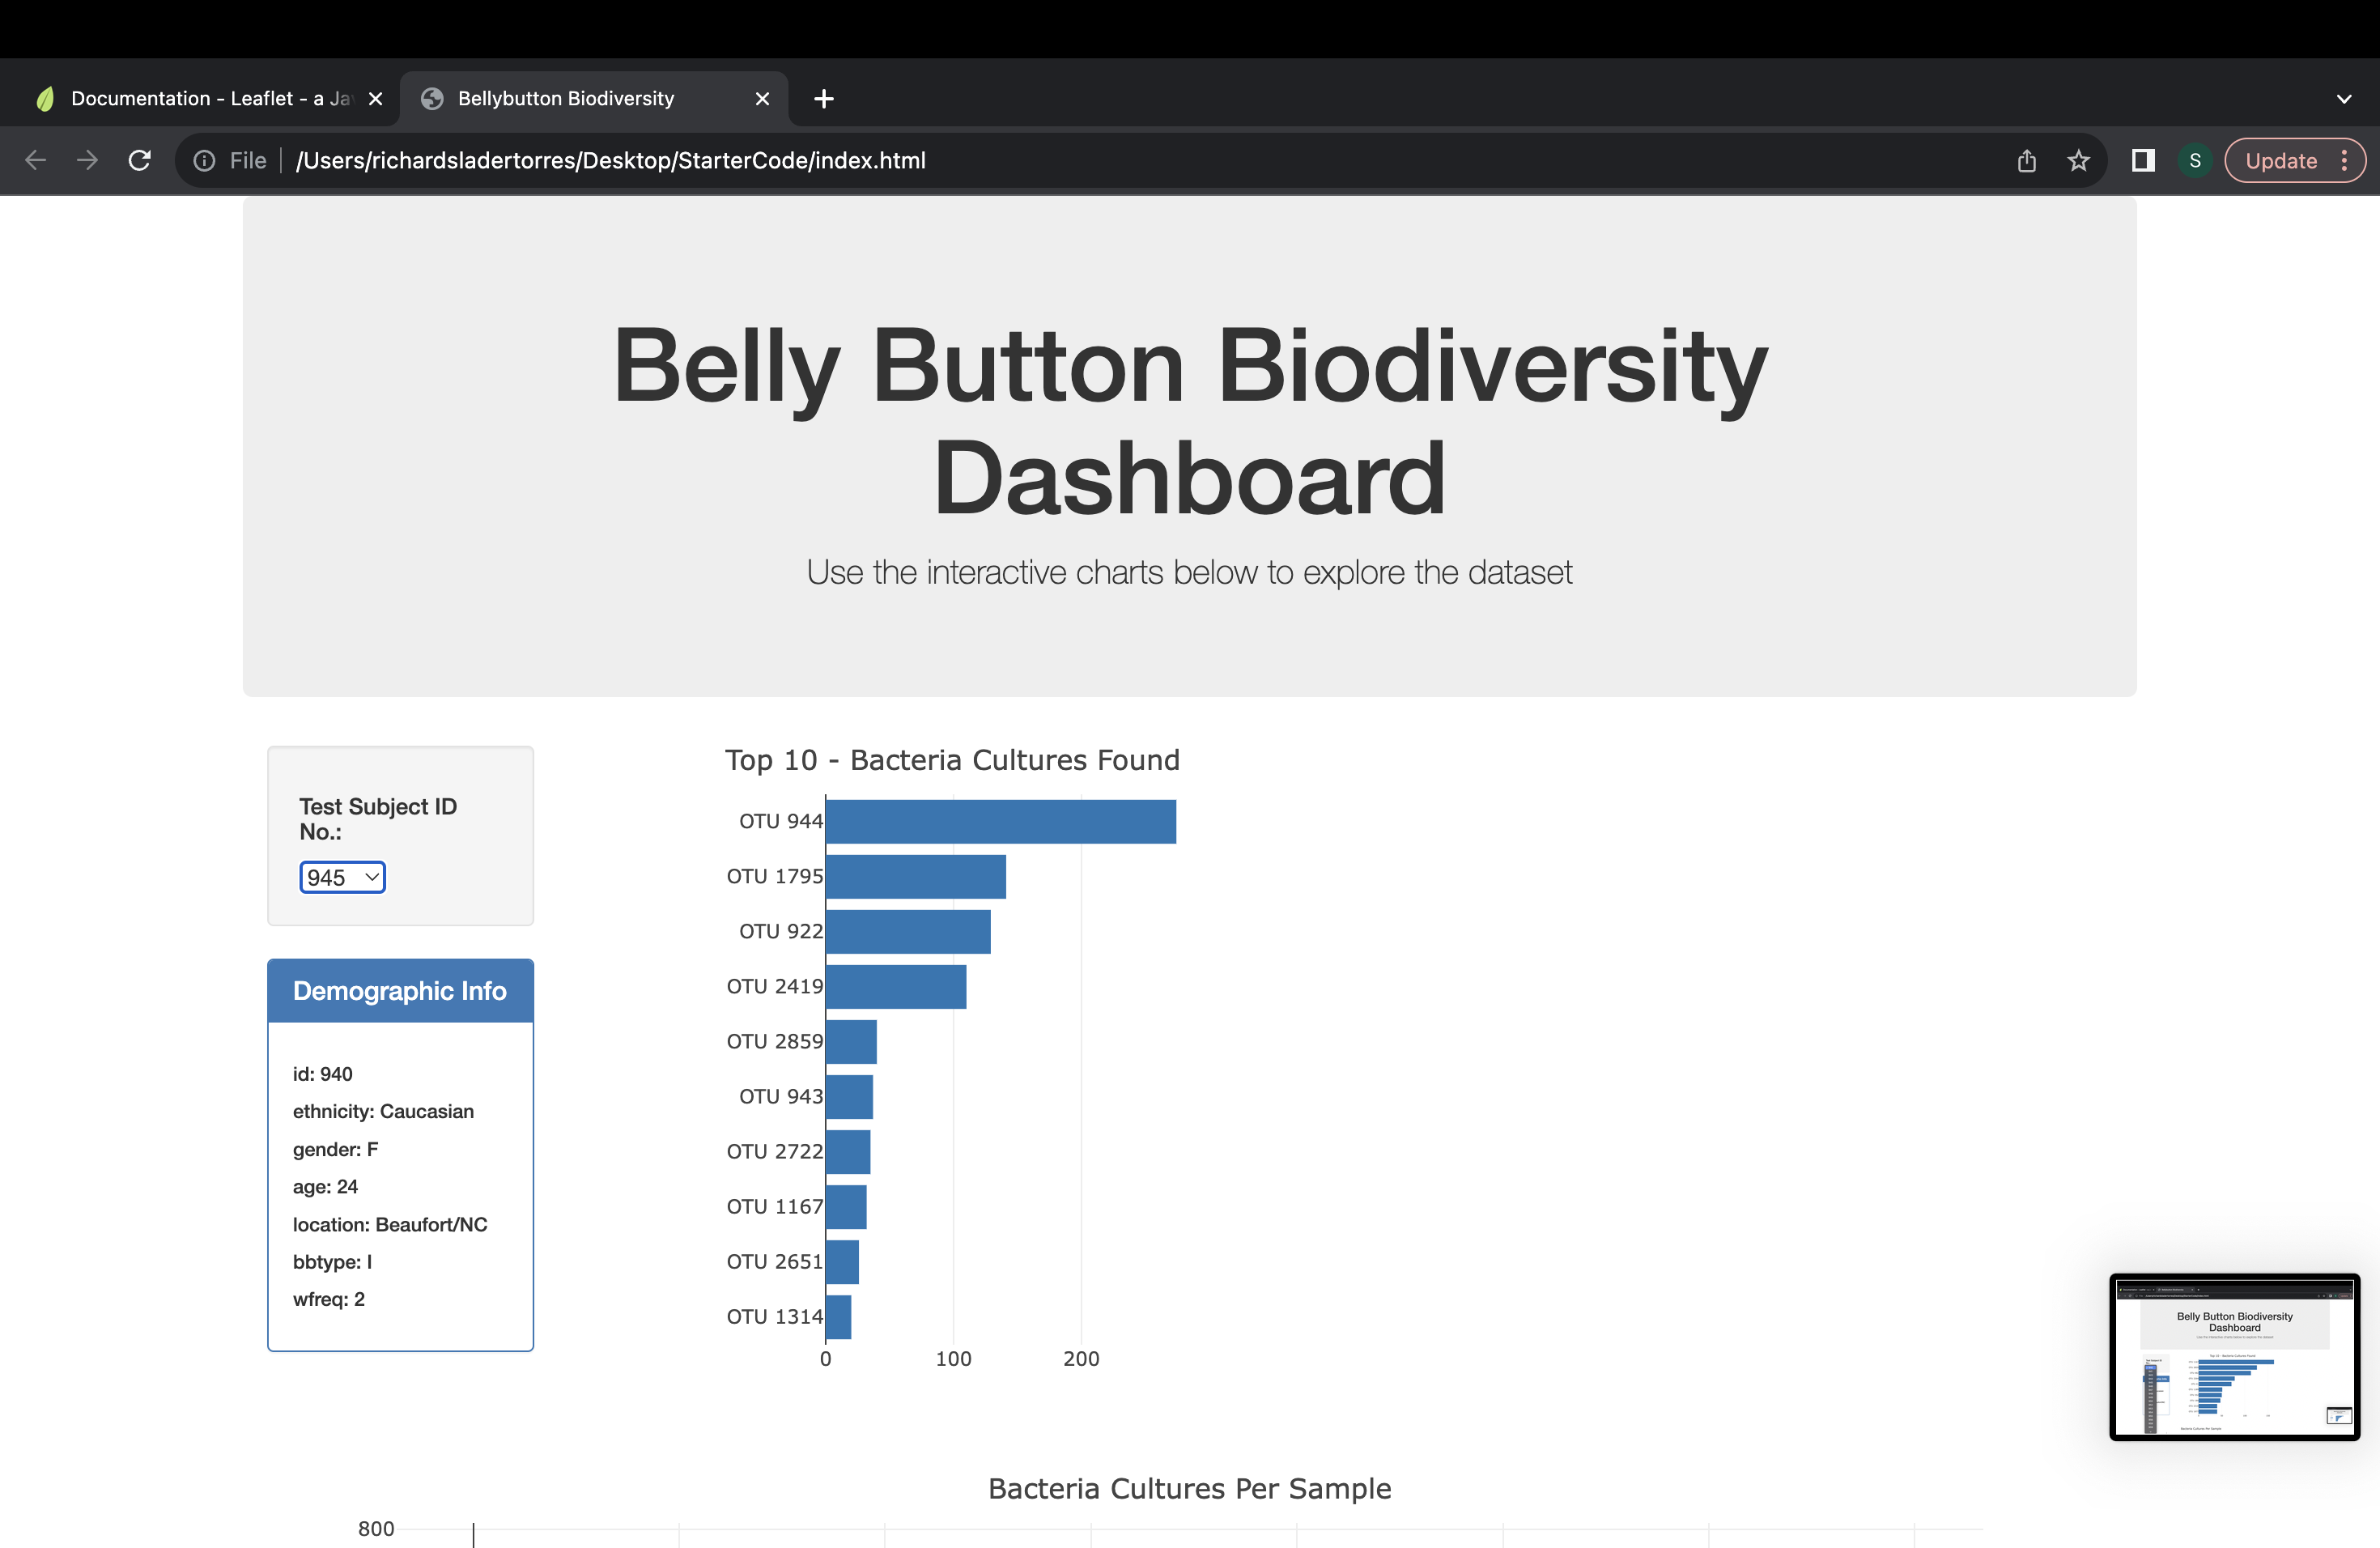 Documentation - Leaflet - a Ja
Bellybutton Biodiversity
File
/Users/richardsladertorres/Desktop/StarterCode/index.html
S
Update
Belly Button Biodiversity
Dashboard
Use the interactive charts below to explore the dataset
Test Subject ID
No.:
945
Demographic Info
id: 940
ethnicity: Caucasian
gender: F
age: 24
location: Beaufort/NC
bbtype: I
wfreq: 2
Top 10 - Bacteria Cultures Found
OTU 944
OTU 1795
OTU 922
OTU 2419
OTU 2859
OTU 943
OTU 2722
OTU 1167
OTU 2651
OTU 1314
0 100 200
Bacteria Cultures Per Sample
800
Belly Button Biodiversity
Dashboard